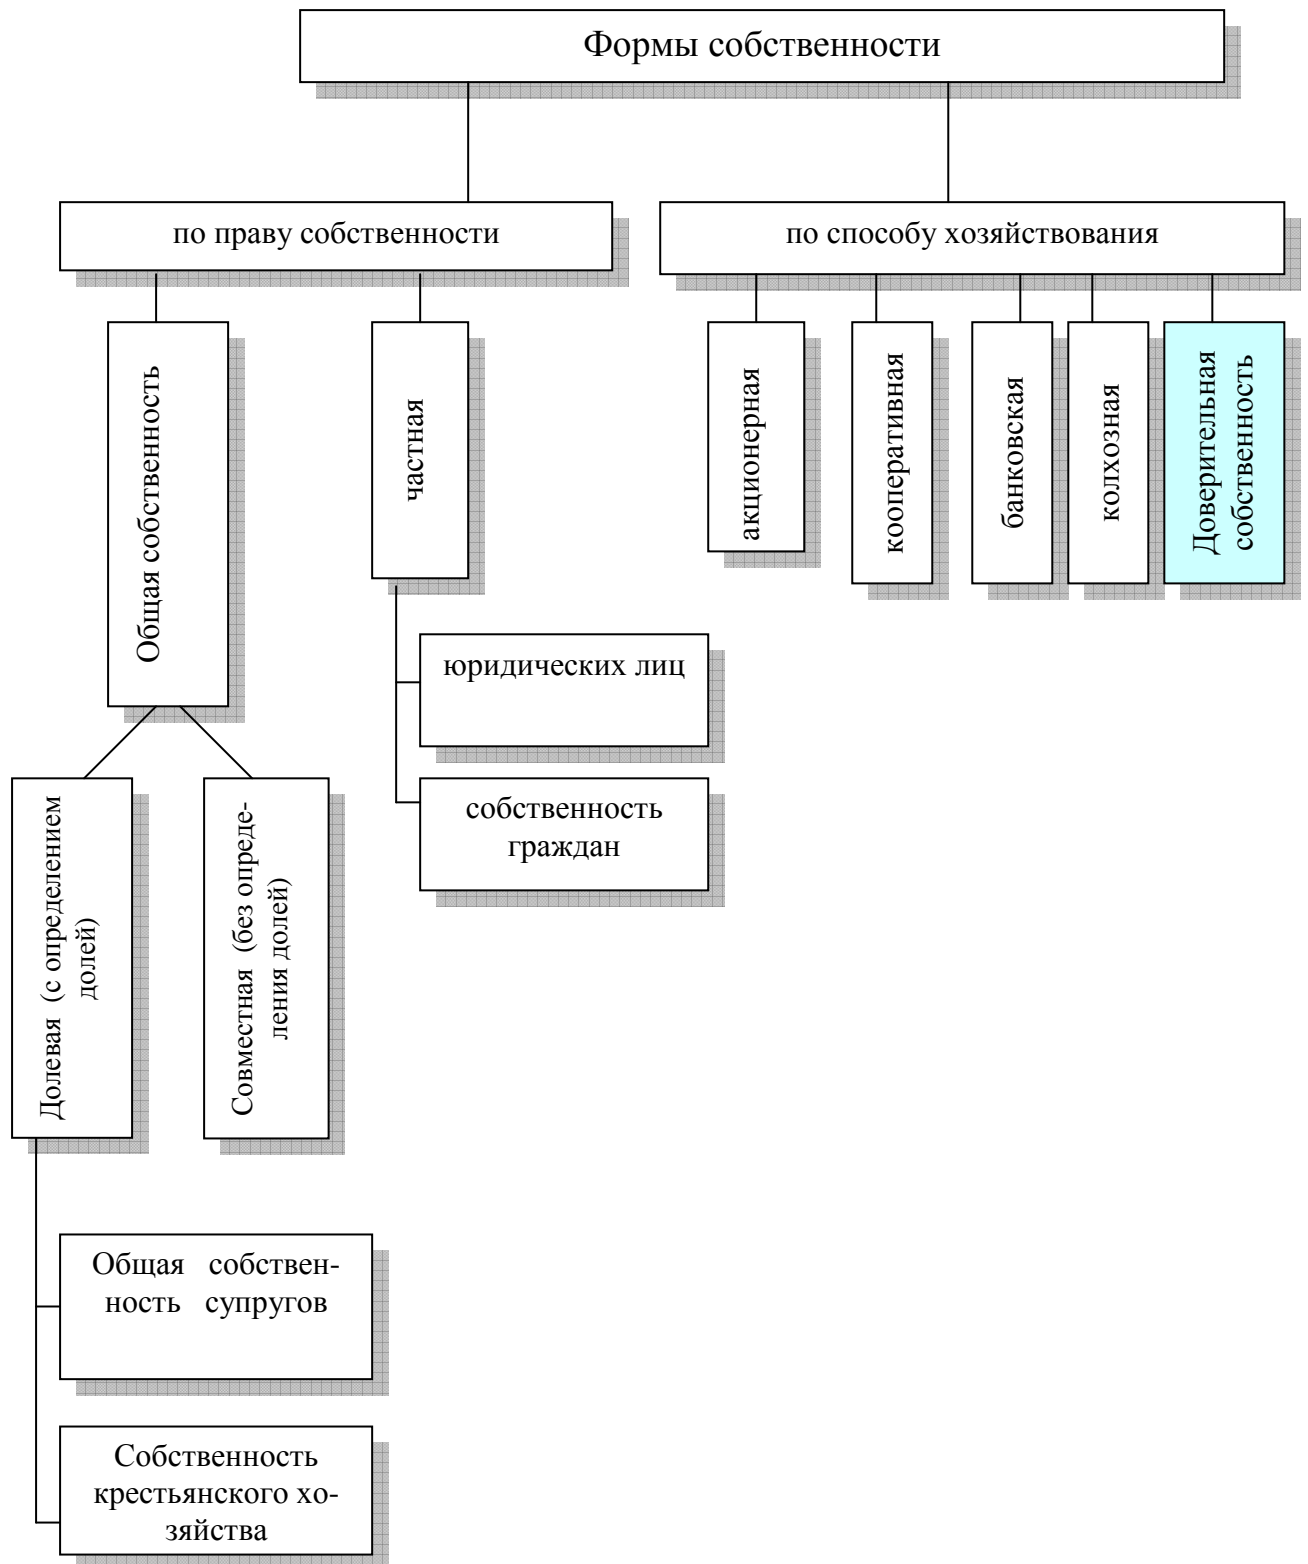 Формы собственности
по праву собственности
по способу хозяйствования
Общая собственность
частная
акционерная
кооперативная
банковская
колхозная
Доверительная
собственность
юридических лиц
собственность
граждан
Долевая (с определением
долей)
Совместная (без опреде-
ления долей)
Общая собствен-
ность супругов
Собственность
крестьянского хо-
зяйства